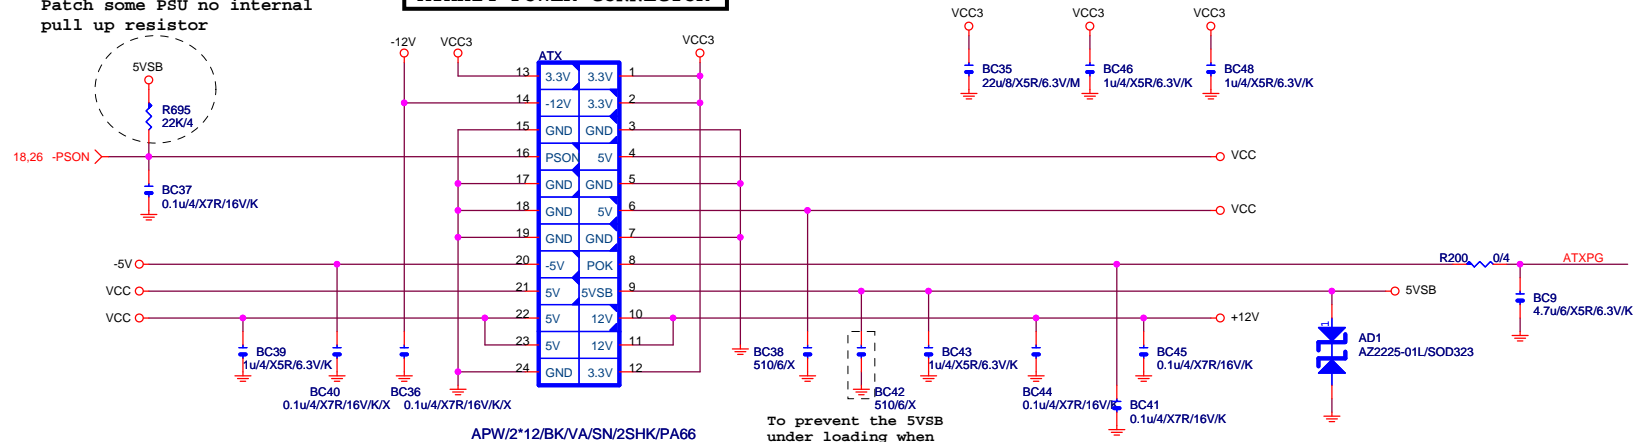 Patch some PSU no internal
pull up resistor
5VSB
R695
22K/4
18,26 -PSON
BC37
0.1u/4/X7R/16V/K
-12V
VCC3
VCC3
ATX
13 3.3V 3.3V 1
14 -12V 3.3V 2
15 GND GND 3
16 PSON 5V 4
17 GND GND 5
18 GND 5V 6
19 GND GND 7
20 -5V POK 8
21 5V 5VSB 9
22 5V 12V 10
23 5V 12V 11
24 GND 3.3V 12
APW/2*12/BK/VA/SN/2SHK/PA66
-5V
VCC
VCC
BC39
1u/4/X5R/6.3V/K
BC40
0.1u/4/X7R/16V/K/X
BC36
0.1u/4/X7R/16V/K/X
VCC3
BC35
22u/8/X5R/6.3V/M
VCC3
BC46
1u/4/X5R/6.3V/K
VCC3
BC48
1u/4/X5R/6.3V/K
VCC
VCC
R200 0/4
ATXPG
5VSB
+12V
BC9
4.7u/6/X5R/6.3V/K
BC38
510/6/X
BC42
510/6/X
To prevent the 5VSB
under loading when
BC43
1u/4/X5R/6.3V/K
BC44
0.1u/4/X7R/16V/K
BC41
0.1u/4/X7R/16V/K
BC45
0.1u/4/X7R/16V/K
1
AD1
AZ2225-01L/SOD323